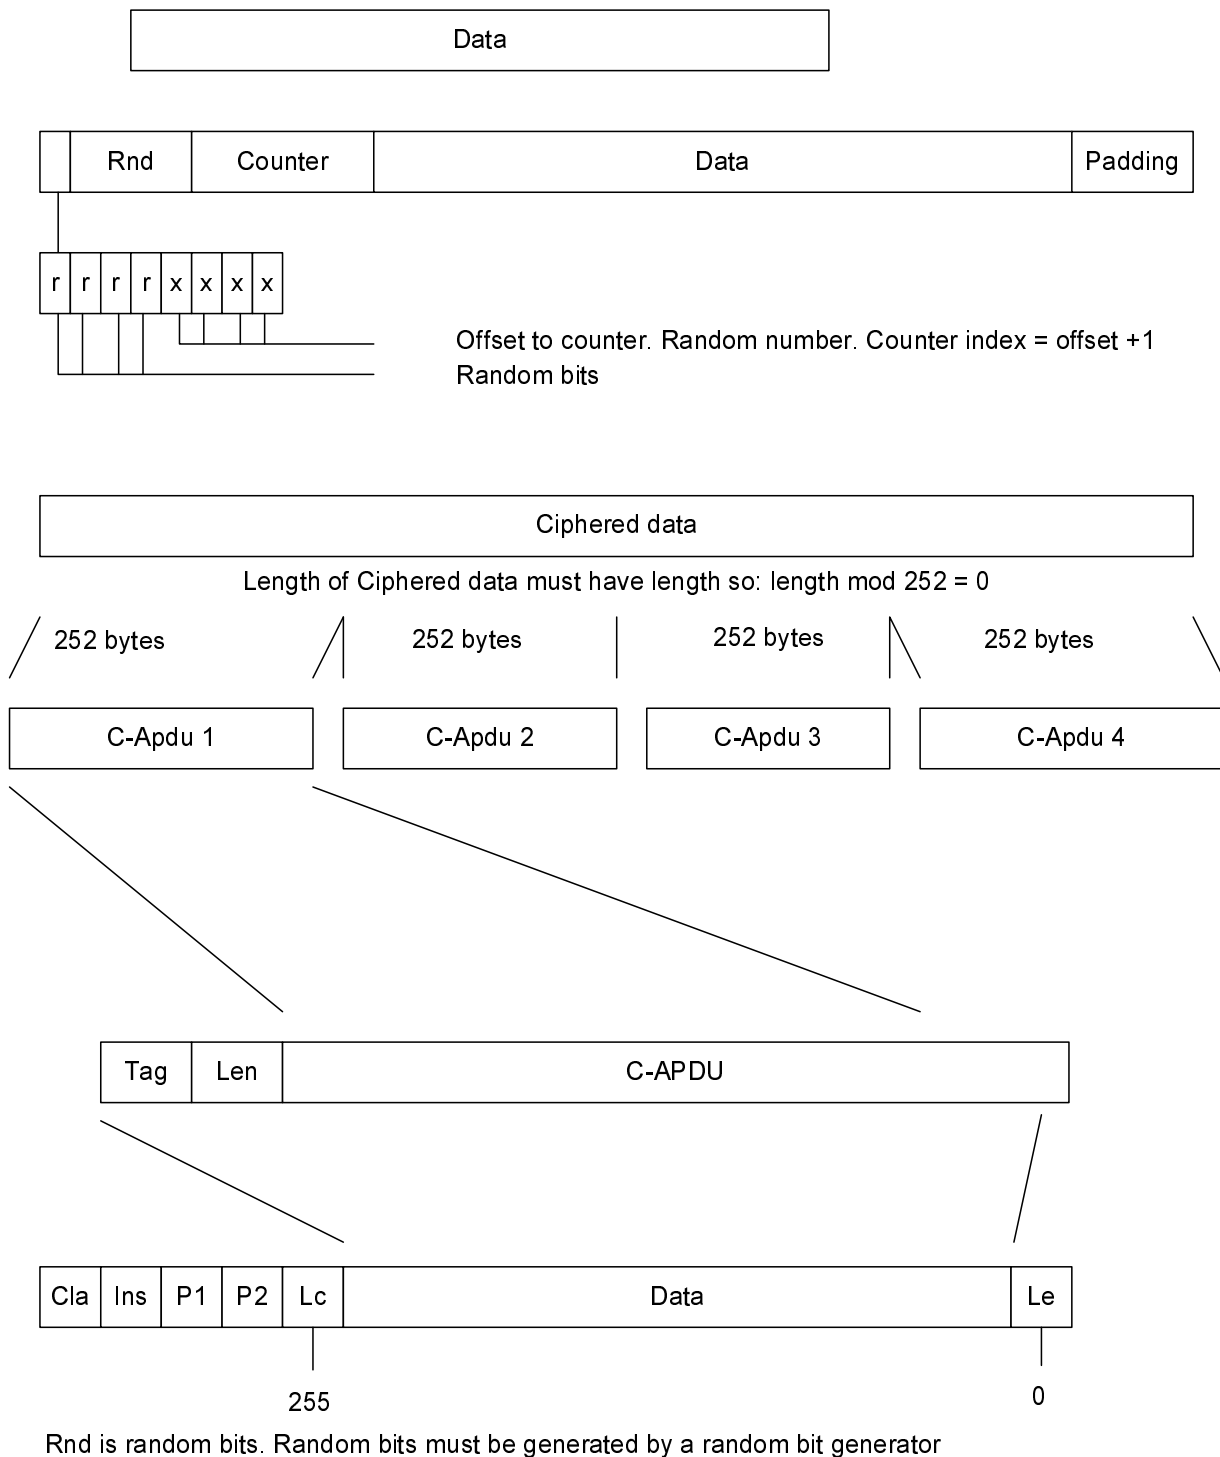 Data
Rnd Counter Data Padding
r r r r x x x x
Offset to counter. Random number. Counter index = offset +1
Random bits
Ciphered data
Length of Ciphered data must have length so: length mod 252 = 0
252 bytes 252 bytes 252 bytes 252 bytes
C-Apdu 1 C-Apdu 2 C-Apdu 3 C-Apdu 4
Tag Len C-APDU
Cla Ins P1 P2 Lc Data Le
255 0
Rnd is random bits. Random bits must be generated by a random bit generator